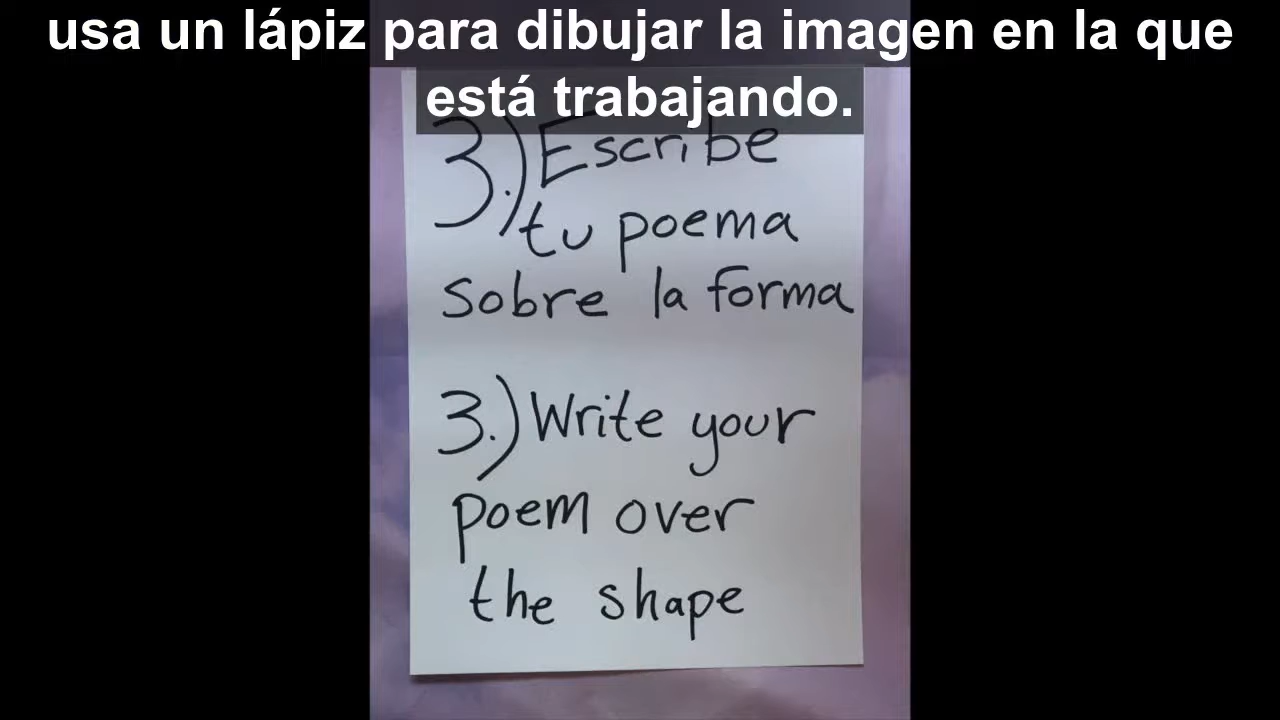 usa un lápiz para dibujar la imagen en la que
está trabajando.
3.) Escribe
tu poema
sobre la forma
3.) Write your
poem over
the shape